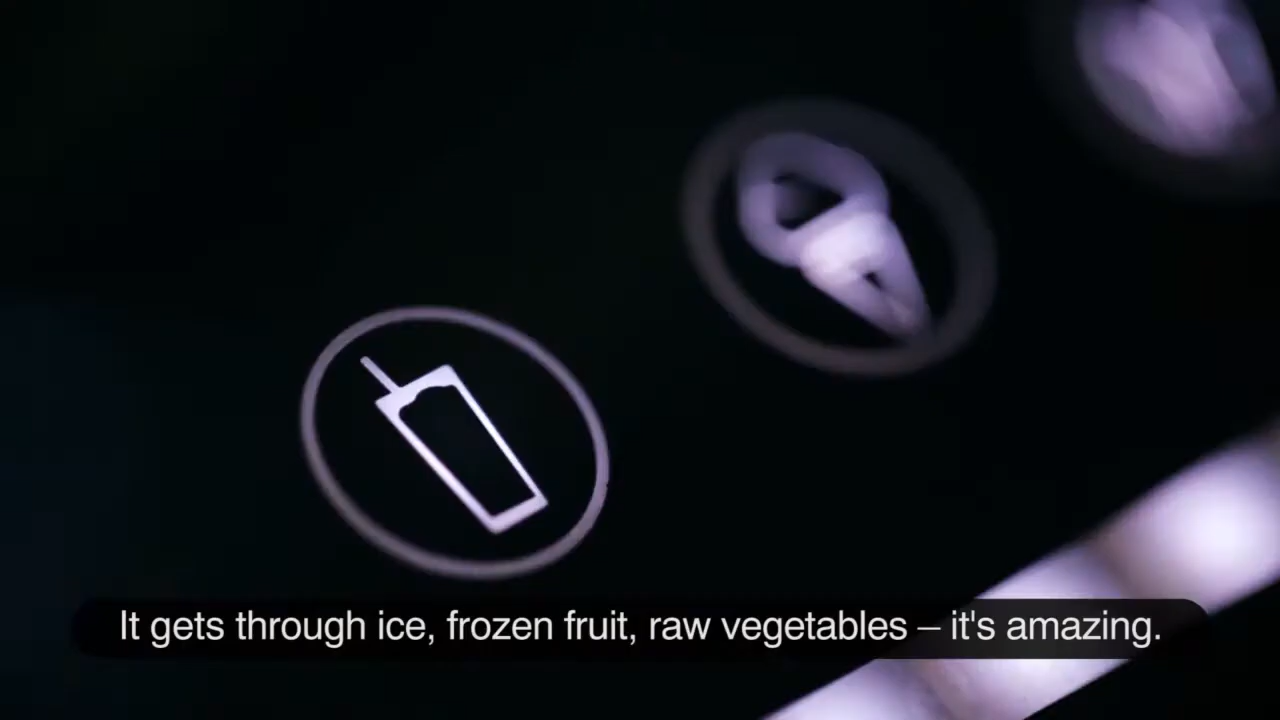 It gets through ice, frozen fruit, raw vegetables – it's amazing.